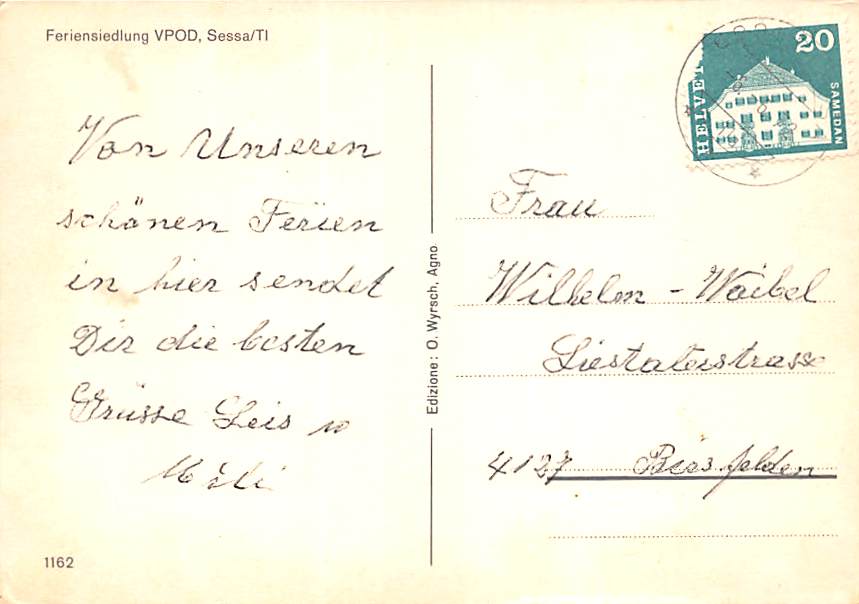 Feriensiedlung VPOD, Sessa/TI
Von Unseren
schönen Ferien
in hier sendet
Dir die besten
Grüsse Leis u
Edizione: O. Wyrsch, Agno
1162
HELVETIA
20
SAMEDAN
Frau
Wilhelm - Waibel
Liestalerstrasse
4127 Birsfelden